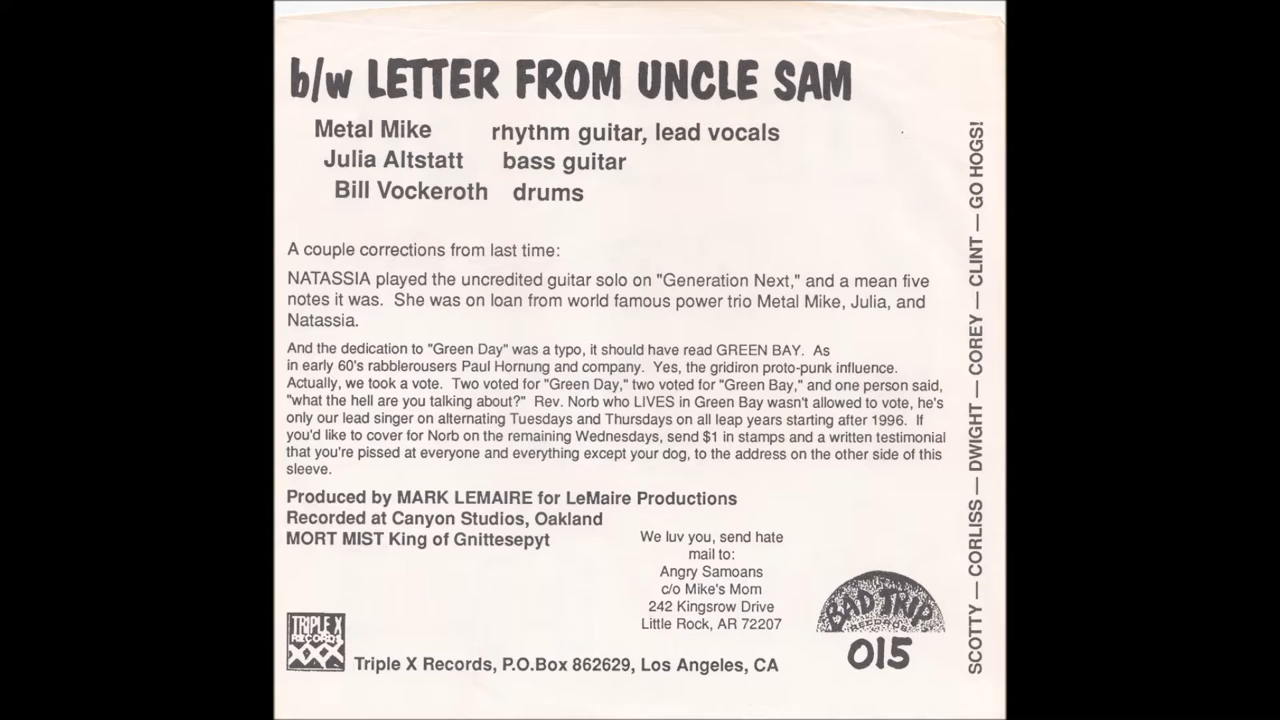 b/w LETTER FROM UNCLE SAM
Metal Mike rhythm guitar, lead vocals
Julia Altstatt bass guitar
Bill Vockeroth drums
A couple corrections from last time:
NATASSIA played the uncredited guitar solo on "Generation Next," and a mean five
notes it was. She was on loan from world famous power trio Metal Mike, Julia, and
Natassia.
And the dedication to "Green Day" was a typo, it should have read GREEN BAY. As
in early 60's rabblerousers Paul Hornung and company. Yes, the gridiron proto-punk influence.
Actually, we took a vote. Two voted for "Green Day," two voted for "Green Bay," and one person said,
"what the hell are you talking about?" Rev. Norb who LIVES in Green Bay wasn't allowed to vote, he's
only our lead singer on alternating Tuesdays and Thursdays on all leap years starting after 1996. If
you'd like to cover for Norb on the remaining Wednesdays, send $1 in stamps and a written testimonial
that you're pissed at everyone and everything except your dog, to the address on the other side of this
sleeve.
Produced by MARK LEMAIRE for LeMaire Productions
Recorded at Canyon Studios, Oakland
MORT MIST King of Gnittesepyt
We luv you, send hate
mail to:
Angry Samoans
c/o Mike's Mom
242 Kingsrow Drive
Little Rock, AR 72207
TRIPLE X
RECORDS
XXX
Triple X Records, P.O.Box 862629, Los Angeles, CA
BAD TRIP
RECORDS
015
SCOTTY — CORLISS — DWIGHT — COREY — CLINT — GO HOGS!